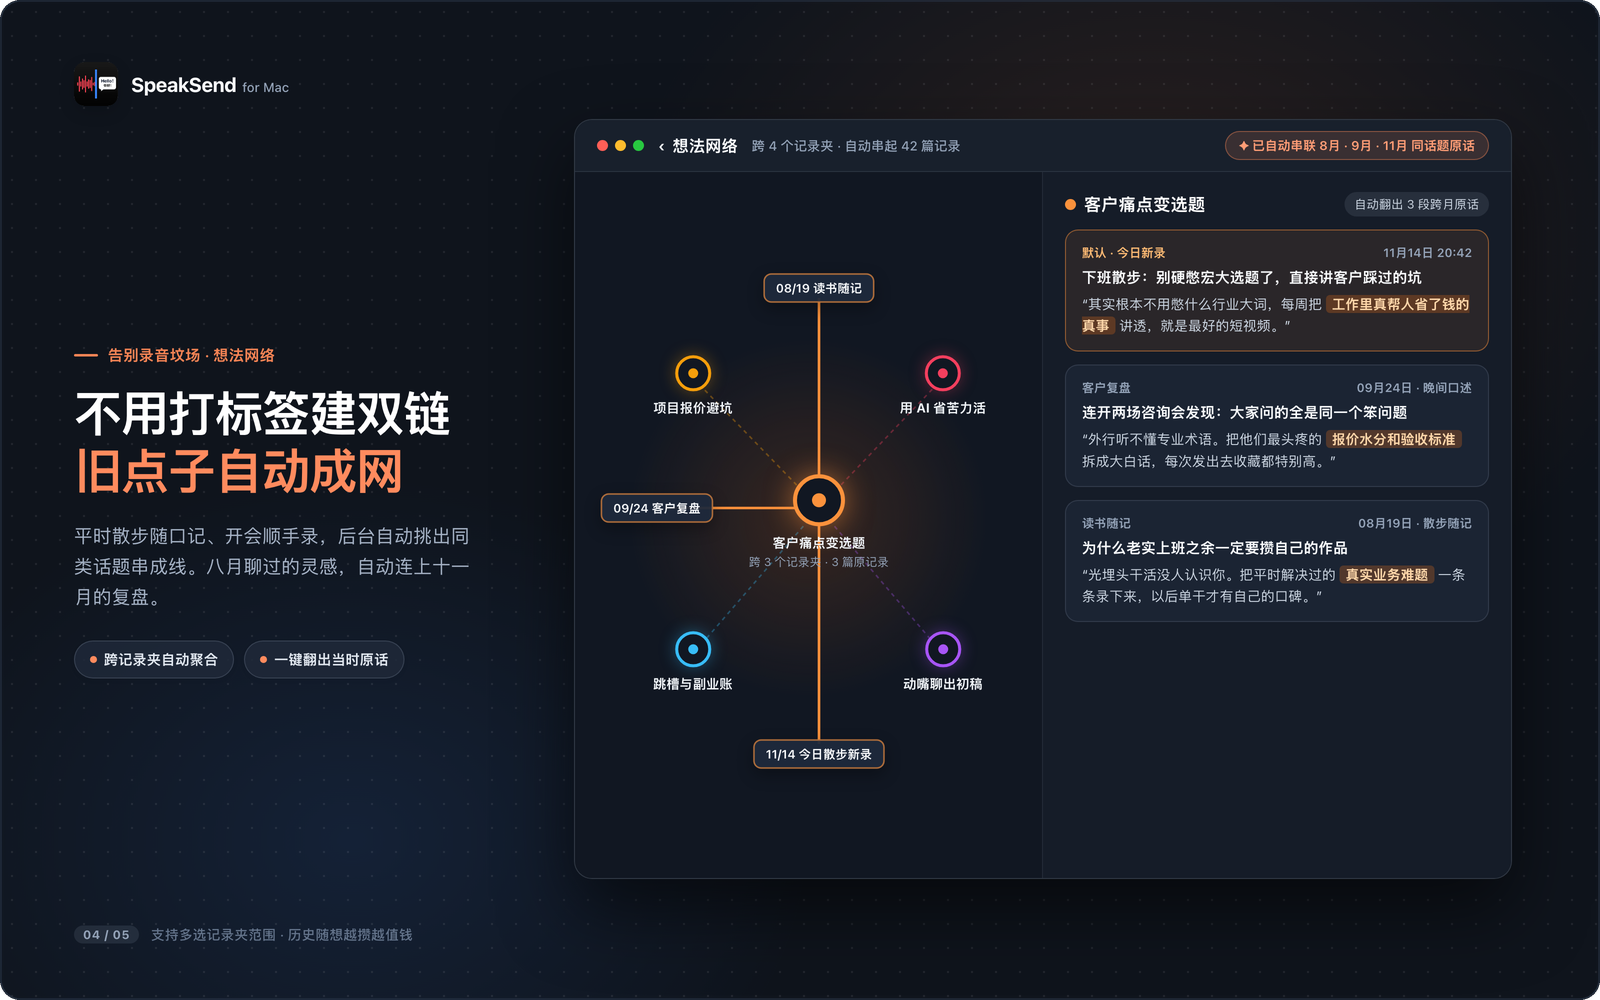 Hello!
SpeakSend for Mac
告别录音坟场 · 想法网络
不用打标签建双链
旧点子自动成网
平时散步随口记、开会顺手录，后台自动挑出同
类话题串成线。八月聊过的灵感，自动连上十一
月的复盘。
跨记录夹自动聚合
一键翻出当时原话
04 / 05 支持多选记录夹范围 · 历史随想越攒越值钱
‹ 想法网络 跨 4 个记录夹 · 自动串起 42 篇记录
✦ 已自动串联 8月 · 9月 · 11月 同话题原话
08/19 读书随记
项目报价避坑
用 AI 省苦力活
09/24 客户复盘
客户痛点变选题
跨 3 个记录夹 · 3 篇原记录
跳槽与副业账
动嘴聊出初稿
11/14 今日散步新录
客户痛点变选题
自动翻出 3 段跨月原话
默认 · 今日新录 11月14日 20:42
下班散步：别硬憋宏大选题了，直接讲客户踩过的坑
“其实根本不用憋什么行业大词，每周把 工作里真帮人省了钱的
真事 讲透，就是最好的短视频。”
客户复盘 09月24日 · 晚间口述
连开两场咨询会发现：大家问的全是同一个笨问题
“外行听不懂专业术语。把他们最头疼的 报价水分和验收标准
拆成大白话，每次发出去收藏都特别高。”
读书随记 08月19日 · 散步随记
为什么老实上班之余一定要攒自己的作品
“光埋头干活没人认识你。把平时解决过的 真实业务难题 一条
条录下来，以后单干才有自己的口碑。”